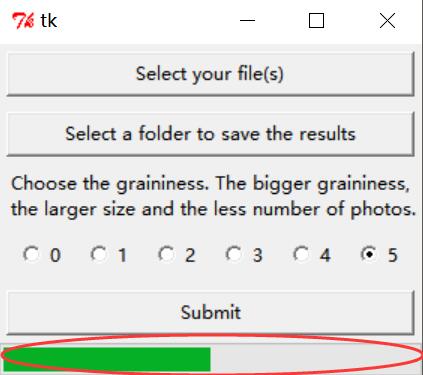 tk
Select your file(s)
Select a folder to save the results
Choose the graininess. The bigger graininess,
the larger size and the less number of photos.
0 1 2 3 4 5
Submit